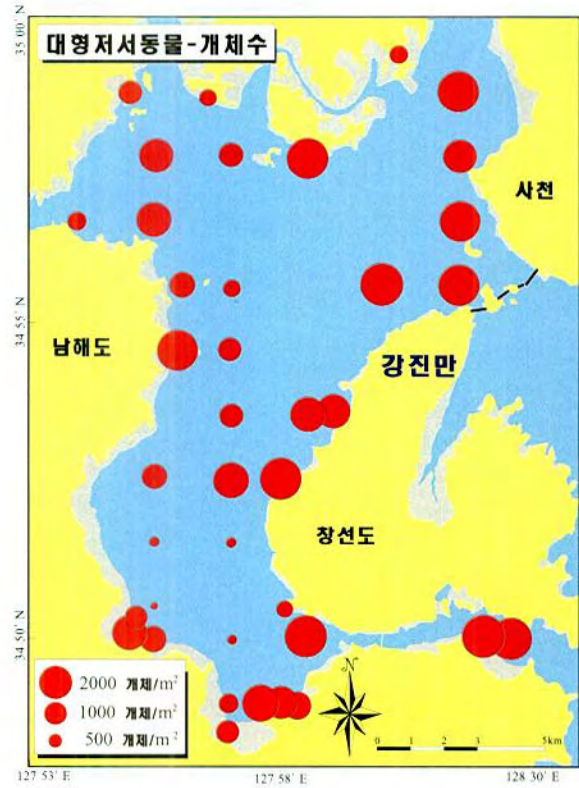 대형저서동물-개체수
35 00' N
사천
34 55' N
남해도
강진만
창선도
34 50' N
N
2000 개체/m²
1000 개체/m²
500 개체/m²
0 1 2 3 4 5km
127 53' E
127 58' E
128 30' E